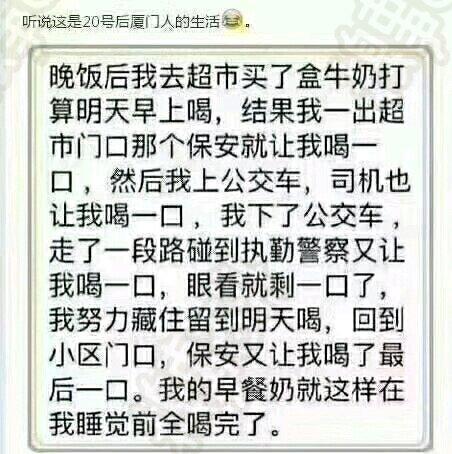 听说这是20号后厦门人的生活😂。
晚饭后我去超市买了盒牛奶打
算明天早上喝，结果我一出超
市门口那个保安就让我喝一
口，然后我上公交车，司机也
让我喝一口，我下了公交车，
走了一段路碰到执勤警察又让
我喝一口，眼看就剩一口了，
我努力藏住留到明天喝，回到
小区门口，保安又让我喝了最
后一口。我的早餐奶就这样在
我睡觉前全喝完了。